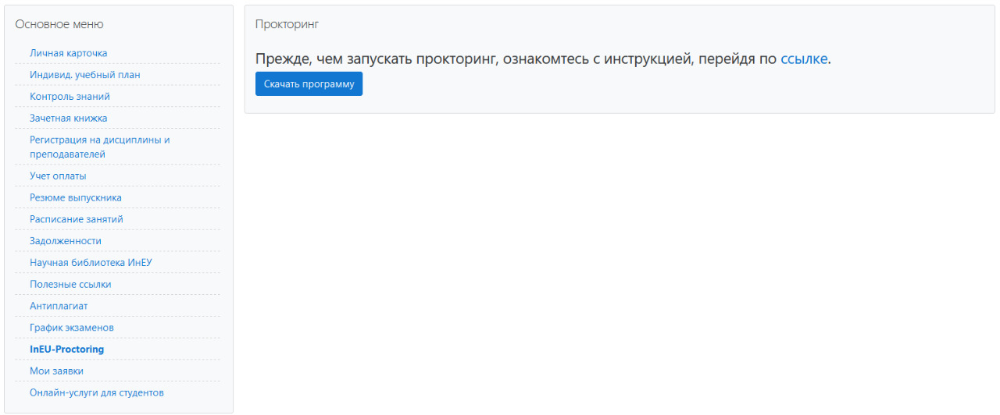 Основное меню
Личная карточка
Индивид. учебный план
Контроль знаний
Зачетная книжка
Регистрация на дисциплины и
преподавателей
Учет оплаты
Резюме выпускника
Расписание занятий
Задолженности
Научная библиотека ИнЕУ
Полезные ссылки
Антиплагиат
График экзаменов
InEU-Proctoring
Мои заявки
Онлайн-услуги для студентов
Прокторинг
Прежде, чем запускать прокторинг, ознакомтесь с инструкцией, перейдя по ссылке.
Скачать программу